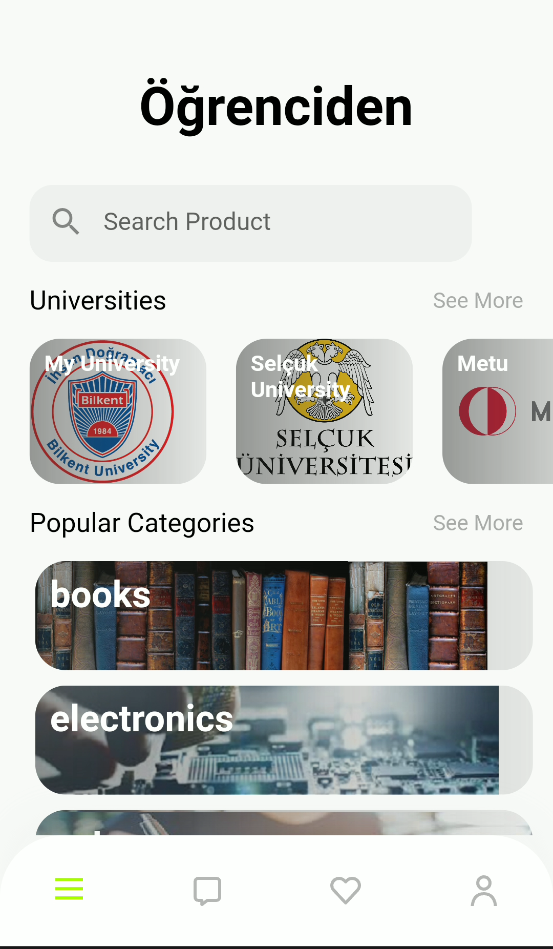 Öğrenciden
Search Product
Universities
See More
My University
İhsan Doğramacı
Bilkent
1984
Bilkent University
Selçuk
University
SELÇUK
ÜNİVERSİTESİ
Metu
M
Popular Categories
See More
books
electronics